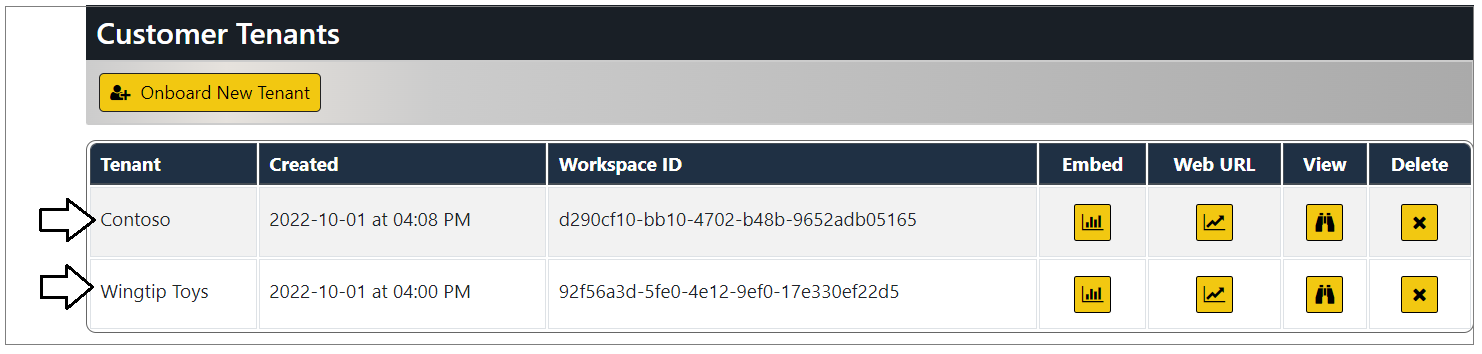 Customer Tenants
Onboard New Tenant
Tenant Created Workspace ID Embed Web URL View Delete
Contoso 2022-10-01 at 04:08 PM d290cf10-bb10-4702-b48b-9652adb05165
Wingtip Toys 2022-10-01 at 04:00 PM 92f56a3d-5fe0-4e12-9ef0-17e330ef22d5